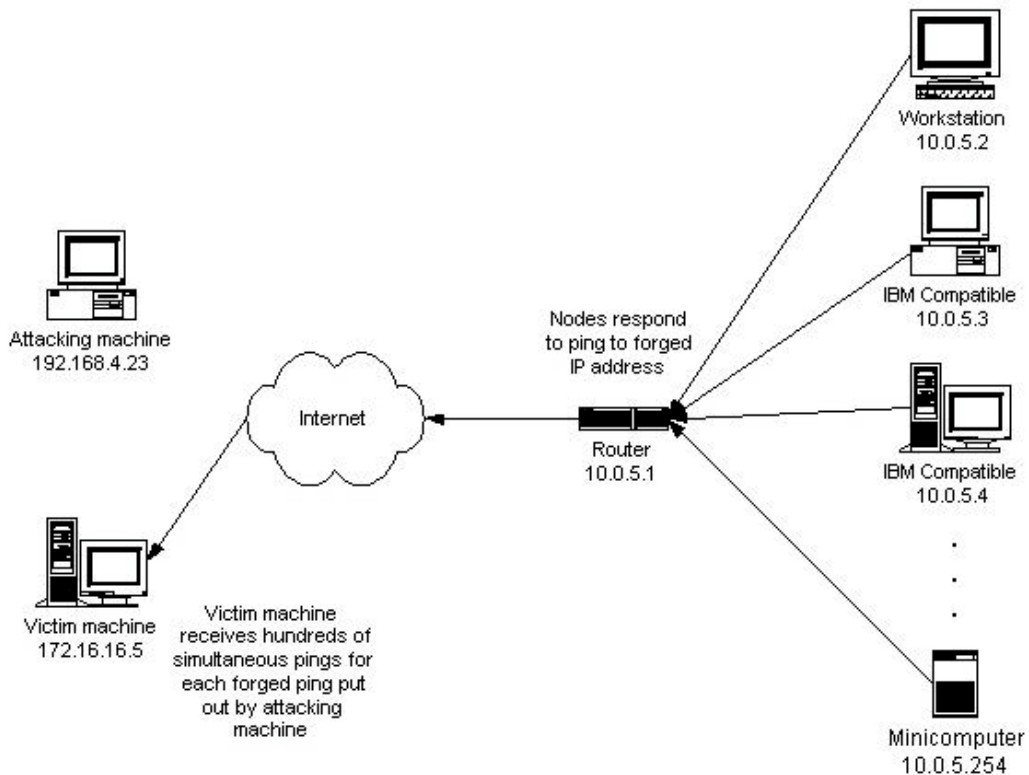 Workstation
10.0.5.2
IBM Compatible
10.0.5.3
Attacking machine
192.168.4.23
Nodes respond
to ping to forged
IP address
Internet
Router
10.0.5.1
IBM Compatible
10.0.5.4
Victim machine
172.16.16.5
Victim machine
receives hundreds of
simultaneous pings for
each forged ping put
out by attacking
machine
Minicomputer
10.0.5.254